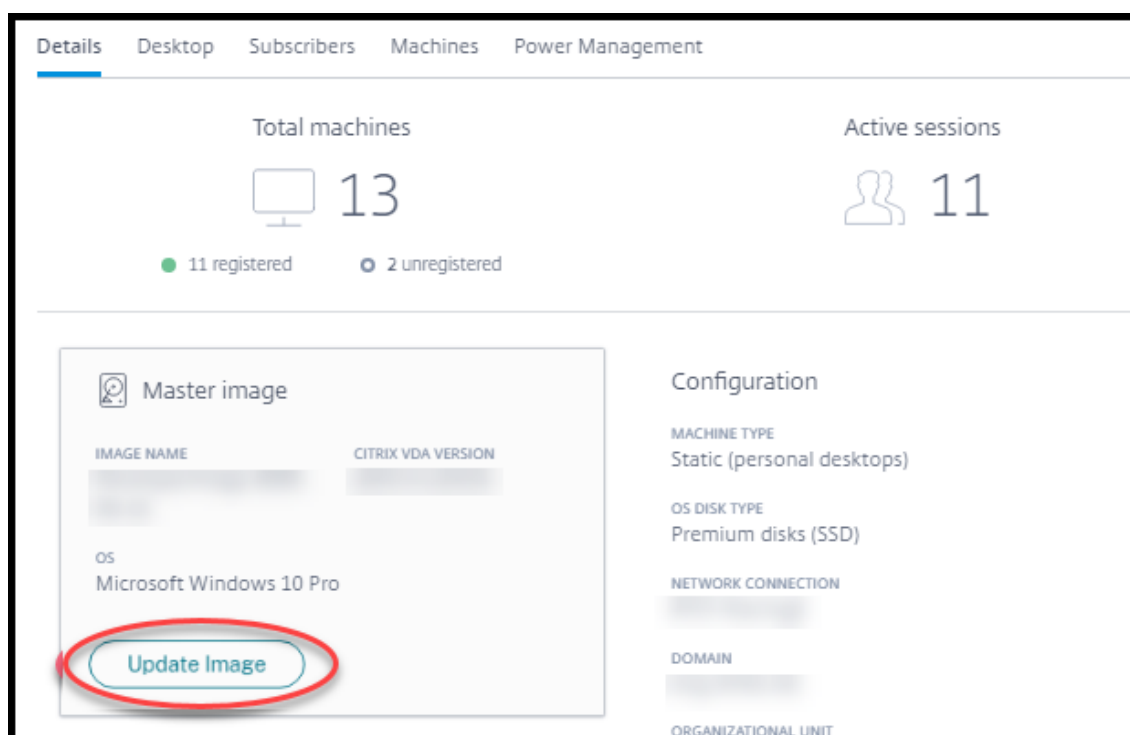 Details Desktop Subscribers Machines Power Management
Total machines
13
11 registered 2 unregistered
Active sessions
11
Master image
IMAGE NAME CITRIX VDA VERSION
OS
Microsoft Windows 10 Pro
Update Image
Configuration
MACHINE TYPE
Static (personal desktops)
OS DISK TYPE
Premium disks (SSD)
NETWORK CONNECTION
DOMAIN
ORGANIZATIONAL UNIT